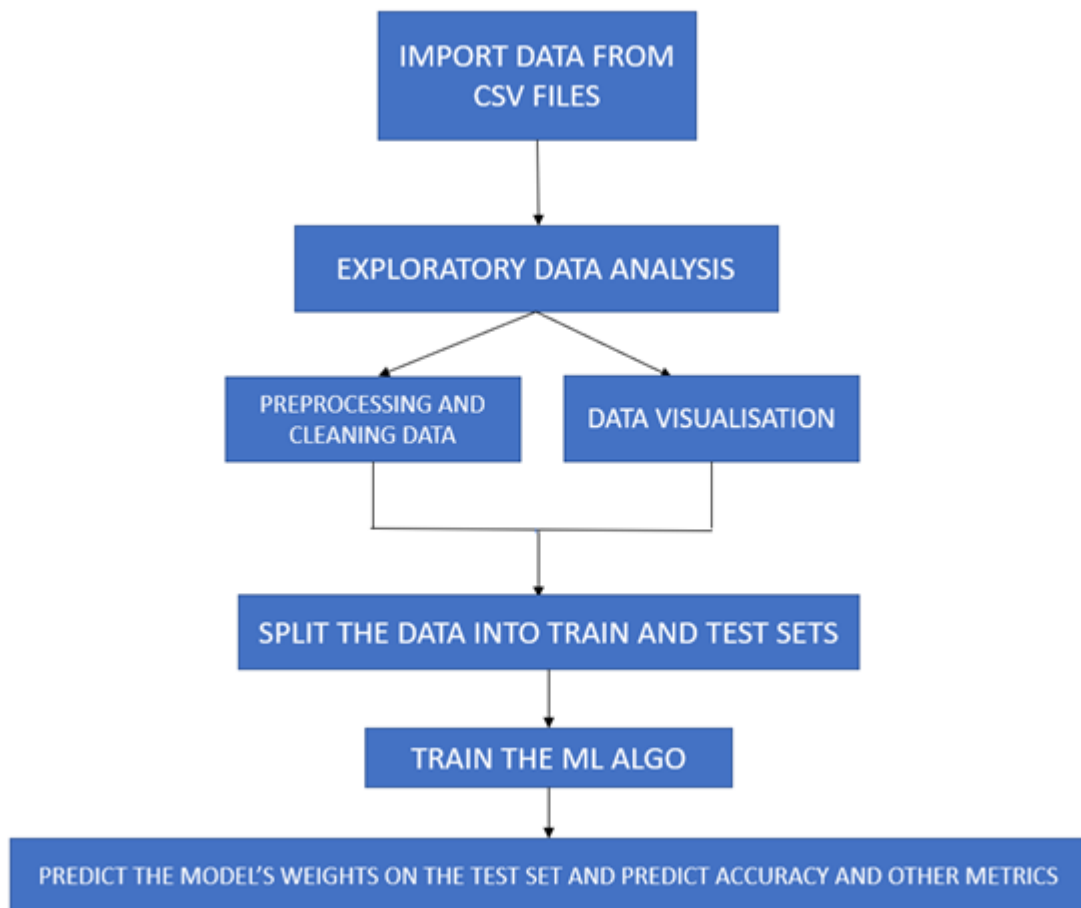 IMPORT DATA FROM
CSV FILES
EXPLORATORY DATA ANALYSIS
PREPROCESSING AND
CLEANING DATA
DATA VISUALISATION
SPLIT THE DATA INTO TRAIN AND TEST SETS
TRAIN THE ML ALGO
PREDICT THE MODEL'S WEIGHTS ON THE TEST SET AND PREDICT ACCURACY AND OTHER METRICS